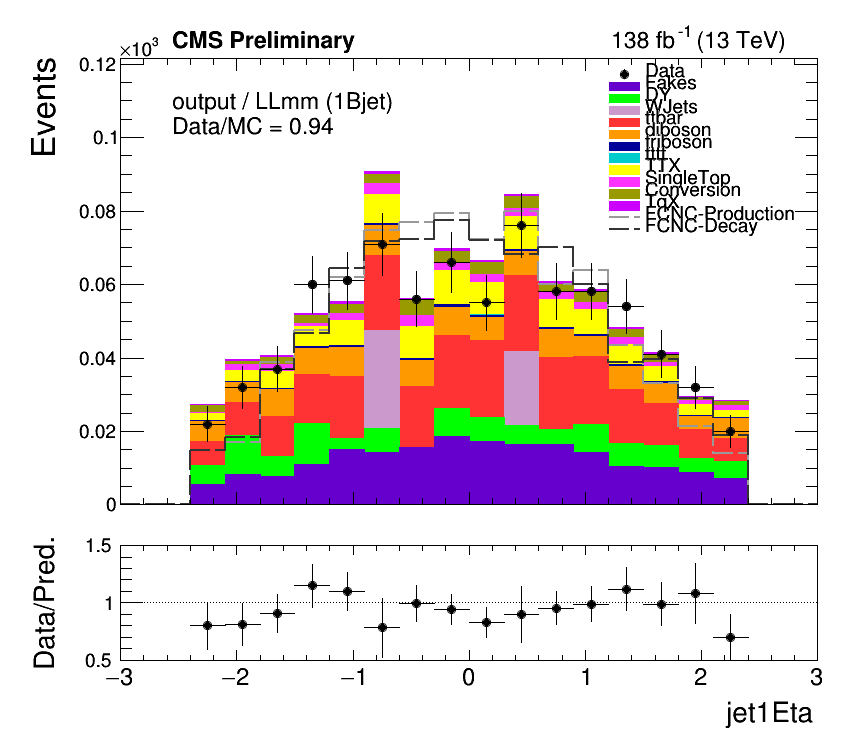 ×10³ CMS Preliminary 138 fb⁻¹ (13 TeV)
Events
0.12
0.1
0.08
0.06
0.04
0.02
0
output / LLmm (1Bjet)
Data/MC = 0.94
Data
Fakes
DY
WJets
ttbar
diboson
triboson
tttt
TTX
SingleTop
Conversion
TqX
FCNC-Production
FCNC-Decay
Data/Pred.
1.5
1
0.5
−3 −2 −1 0 1 2 3
jet1Eta